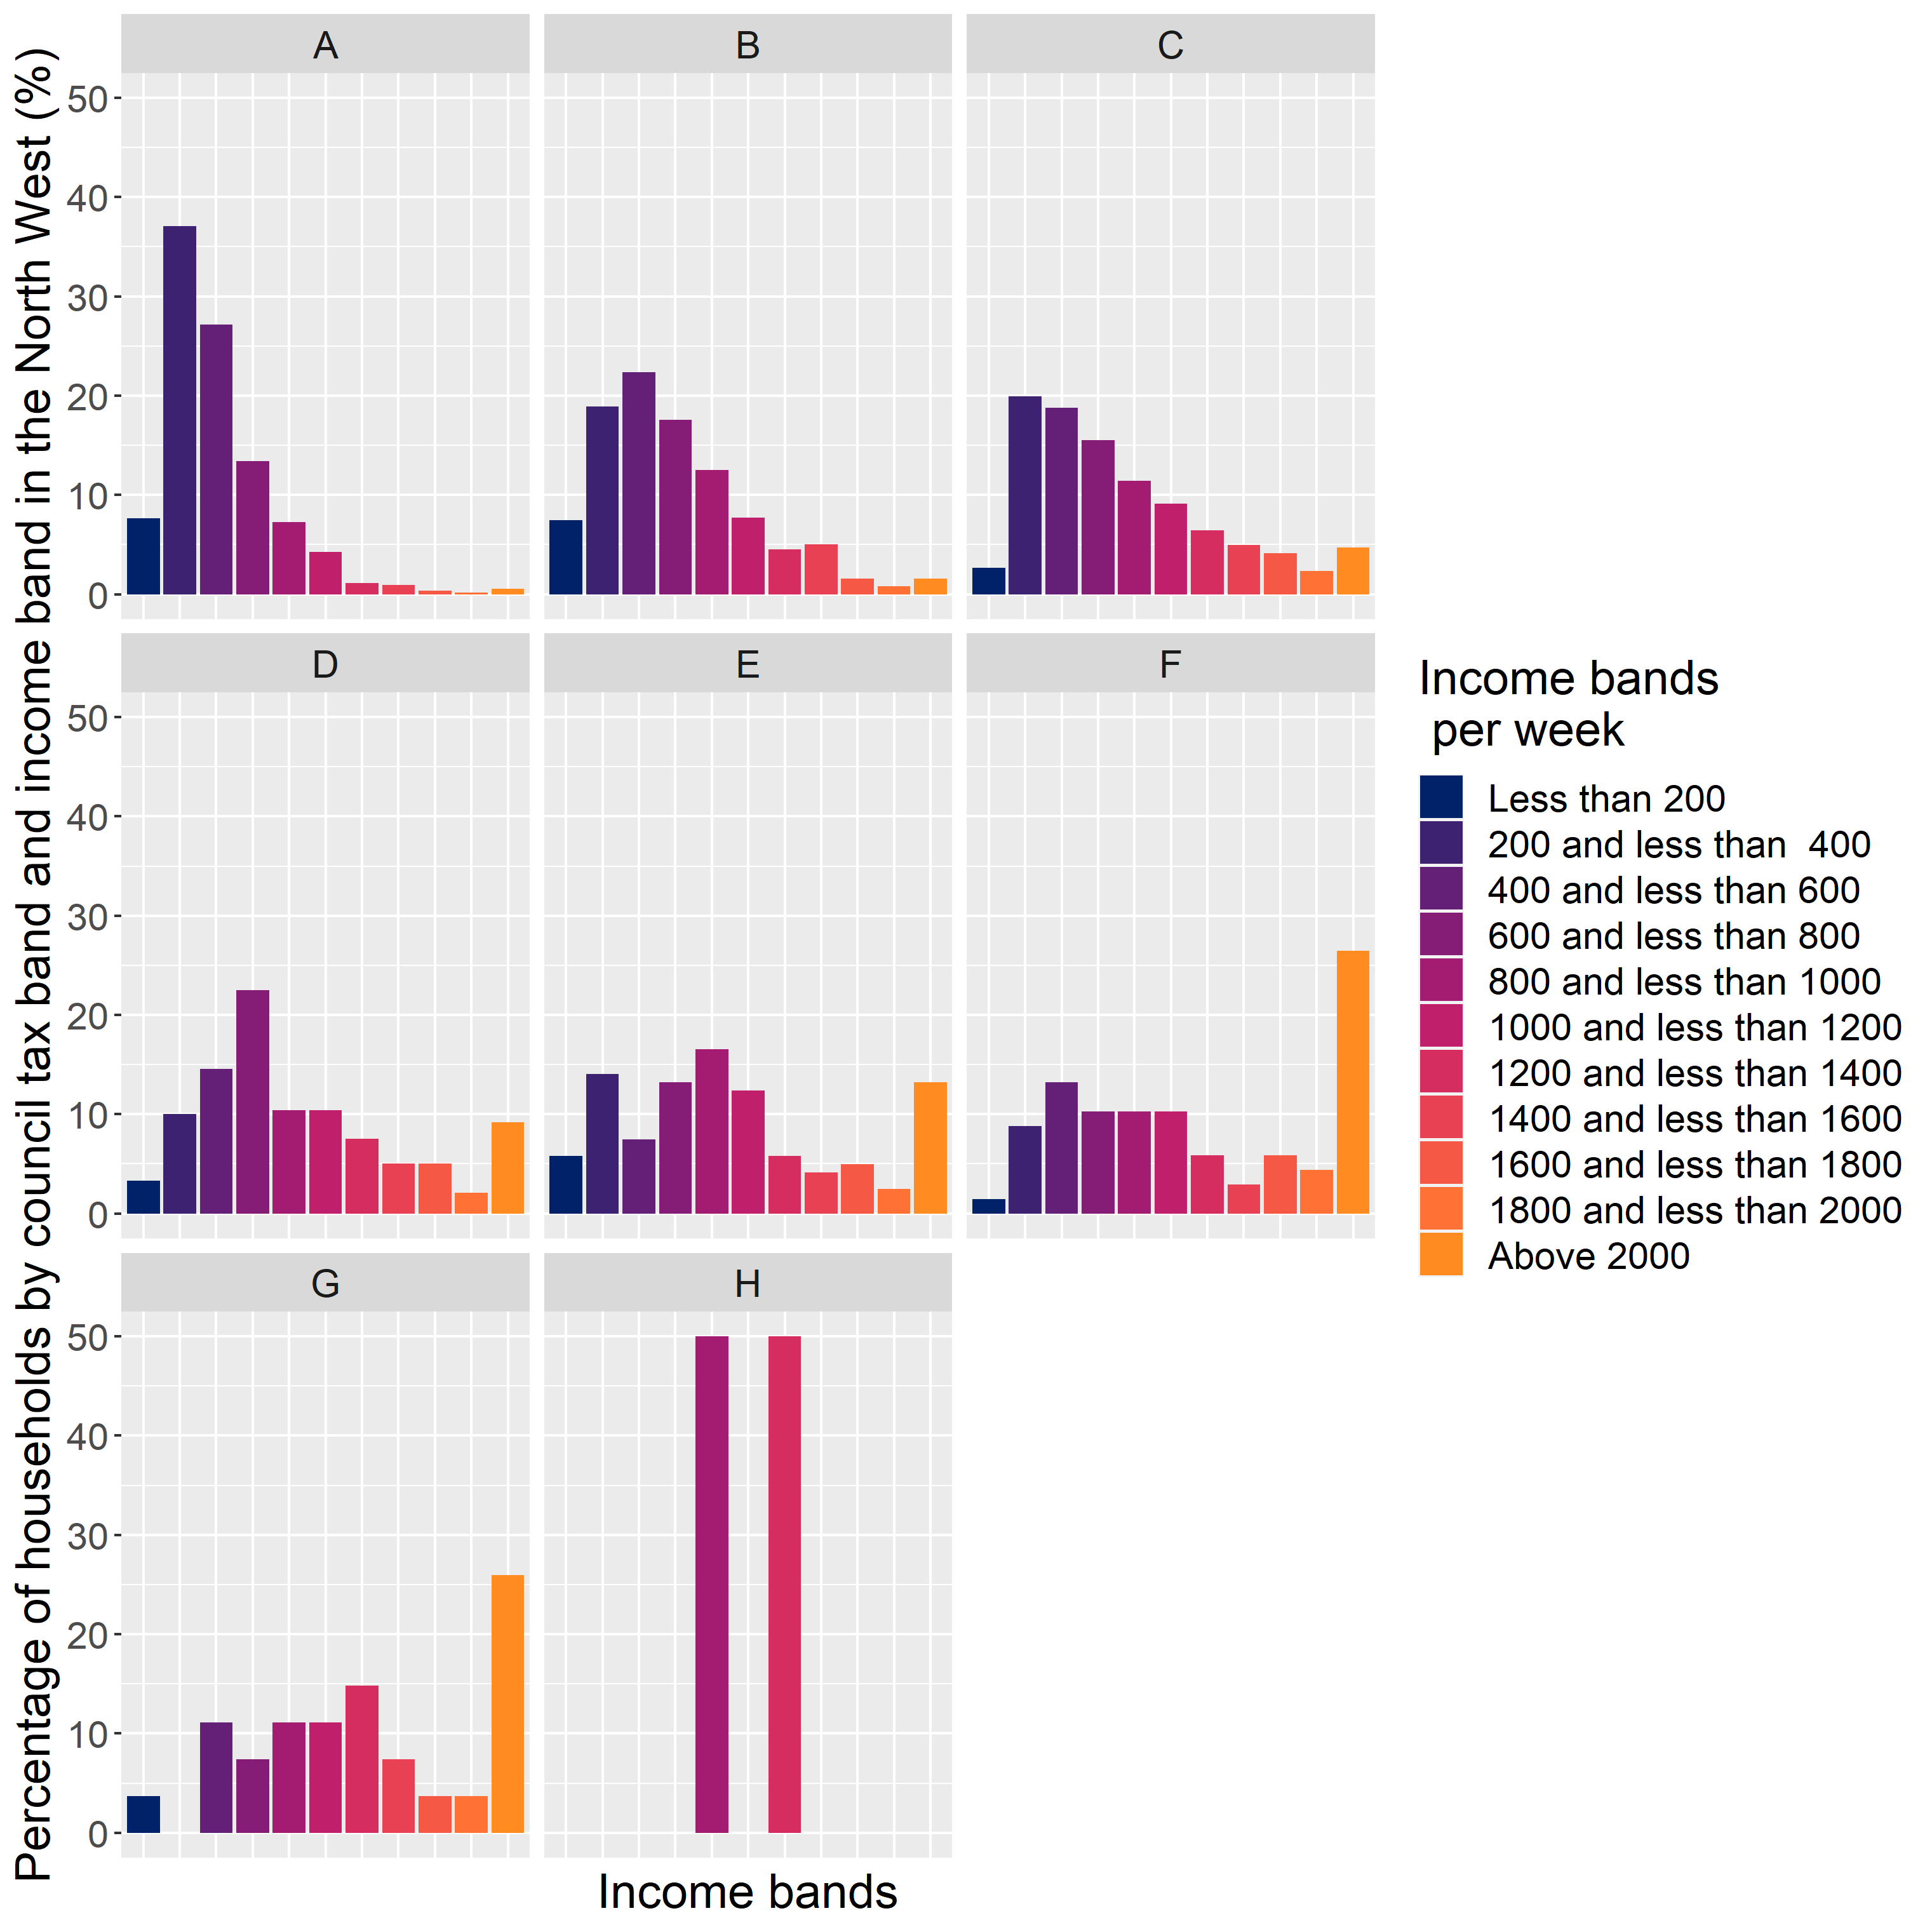 Percentage of households by council tax band and income band in the North West (%)
A
B
C
50
40
30
20
10
0
D
E
F
50
40
30
20
10
0
G
H
50
40
30
20
10
0
Income bands
Income bands
per week
Less than 200
200 and less than  400
400 and less than 600
600 and less than 800
800 and less than 1000
1000 and less than 1200
1200 and less than 1400
1400 and less than 1600
1600 and less than 1800
1800 and less than 2000
Above 2000